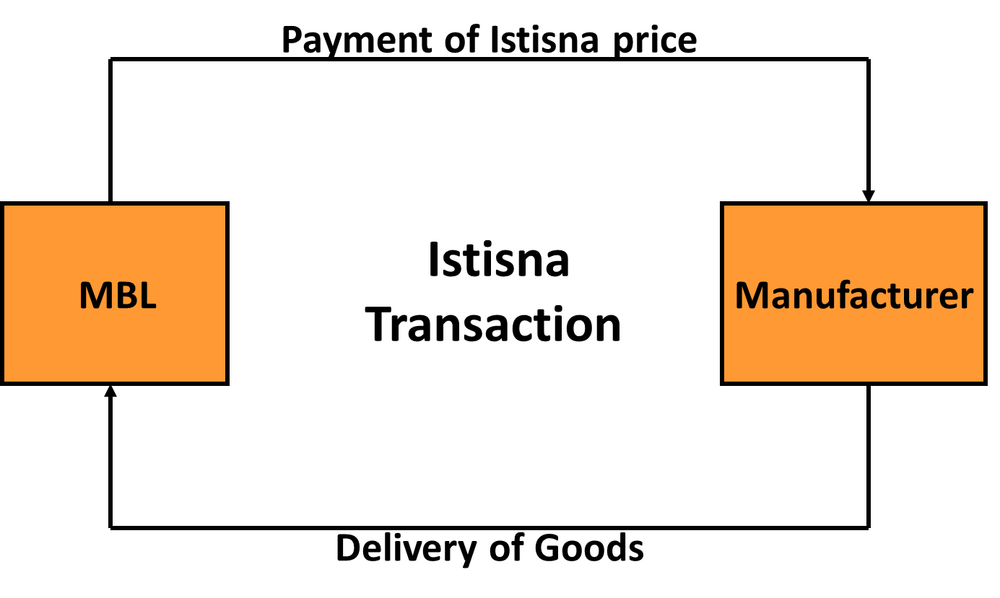 Payment of Istisna price
Istisna
Transaction
MBL
Manufacturer
Delivery of Goods